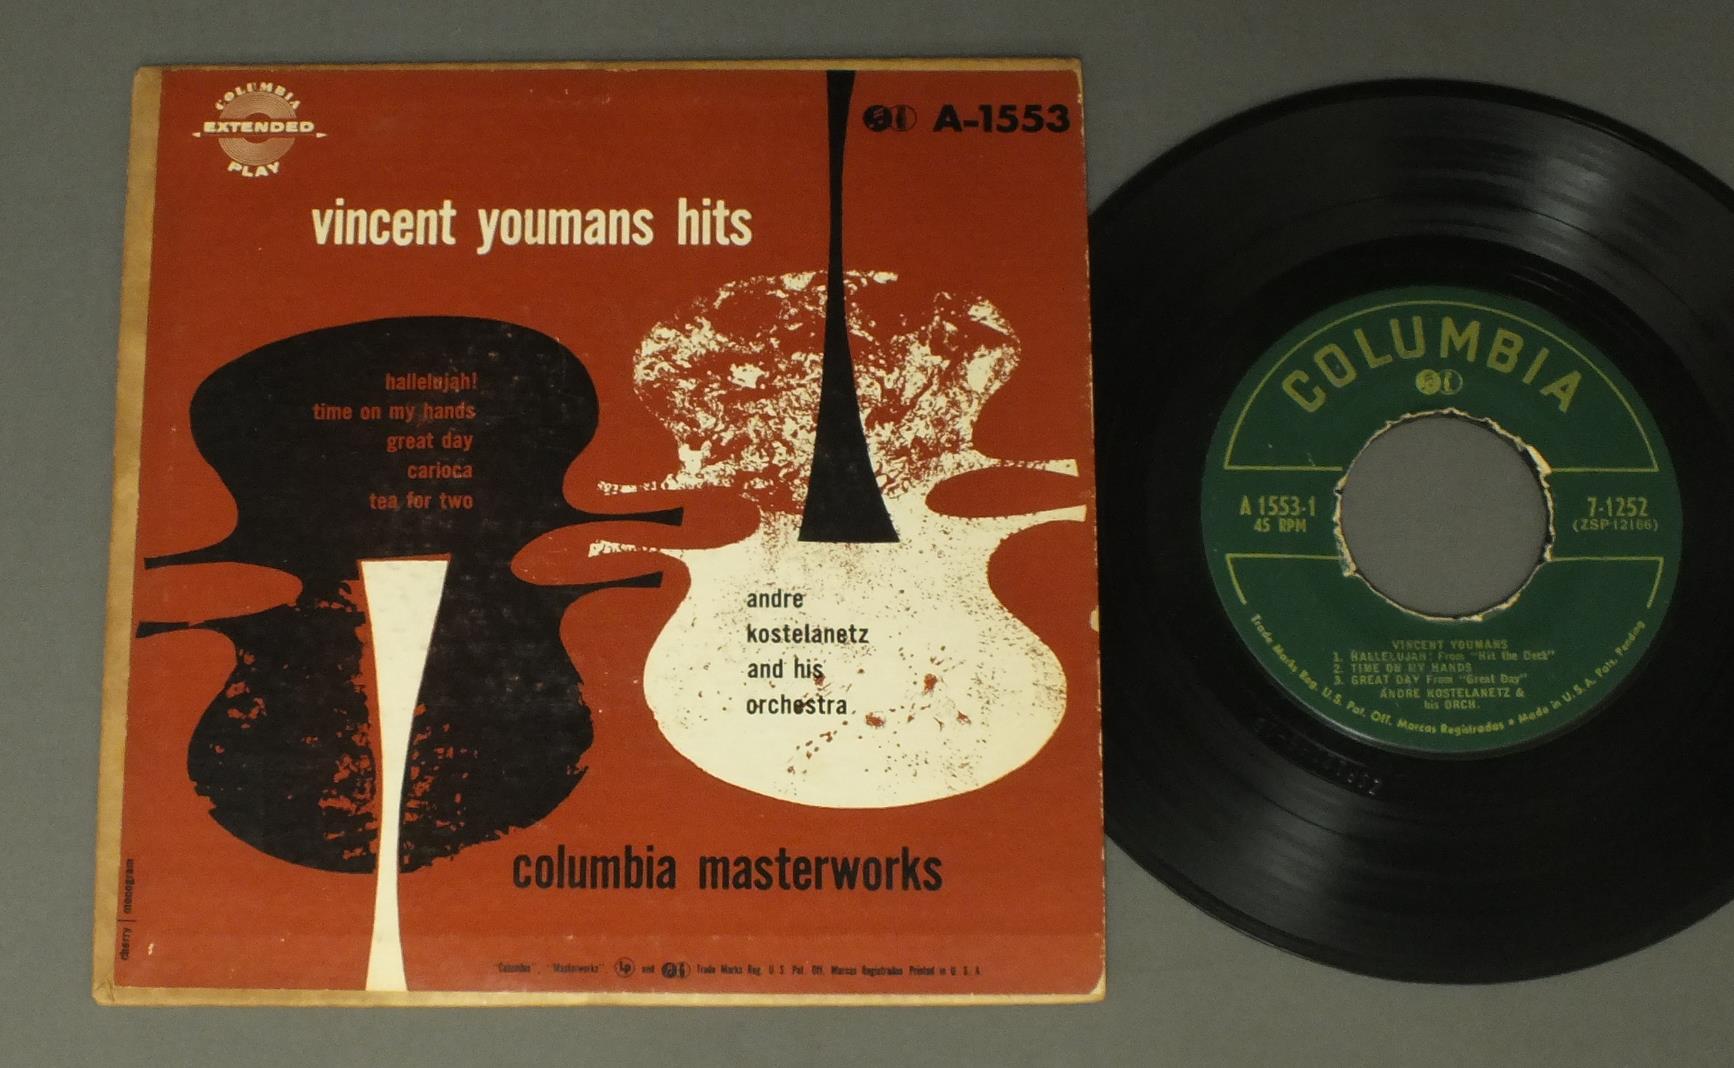 COLUMBIA
EXTENDED
PLAY
A-1553
vincent youmans hits
hallelujah!
time on my hands
great day
carioca
tea for two
andre
kostelanetz
and his
orchestra
columbia masterworks
cherry | monogram
"Columbia", "Masterworks", LP and Trade Marks Reg. U S Pat. Off. Marcas Registradas Printed in U S A
COLUMBIA
A 1553-1
45 RPM
7-1252
(ZSP12166)
VINCENT YOUMANS
1. HALLELUJAH! From "Hit the Deck"
2. TIME ON MY HANDS
3. GREAT DAY From "Great Day"
ANDRE KOSTELANETZ &
his ORCH.
Trade Marks Reg. U.S. Pat. Off. Marcas Registradas • Made in U.S.A. Pats. Pending